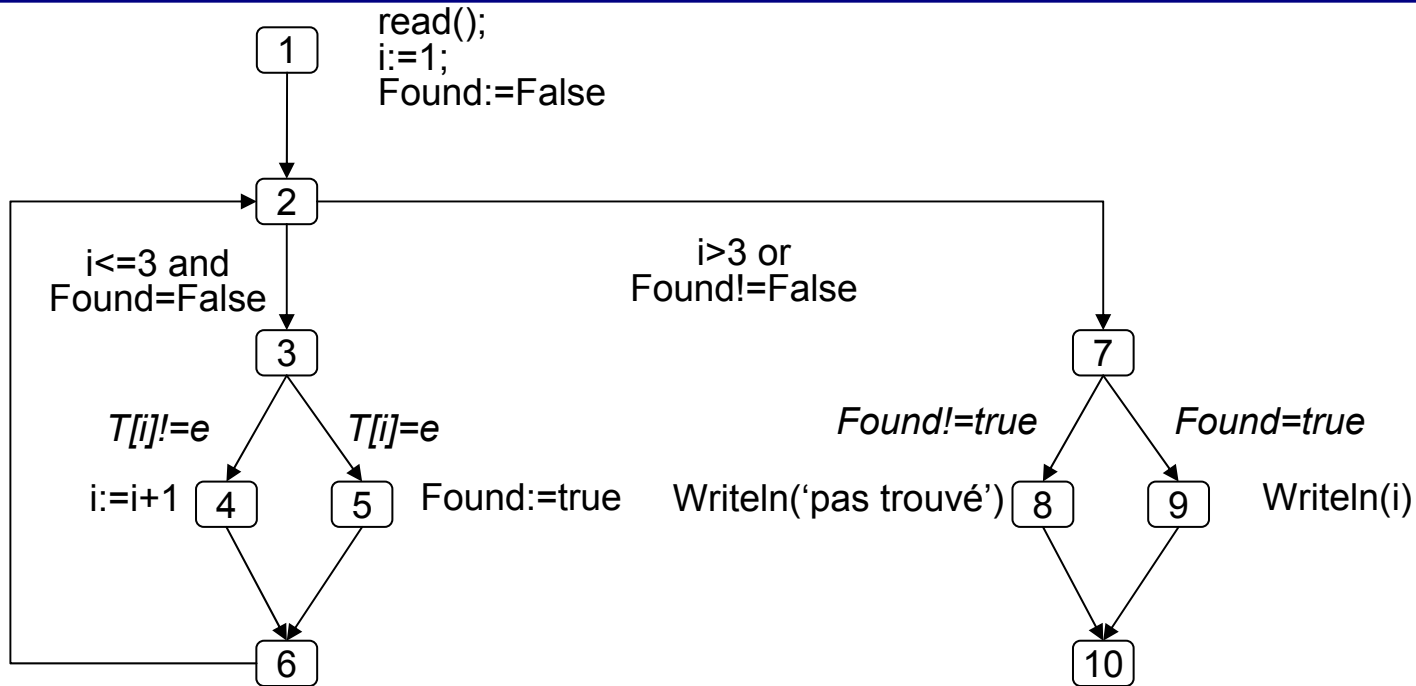 1
read();
i:=1;
Found:=False
2
i<=3 and
Found=False
i>3 or
Found!=False
3
7
T[i]!=e
T[i]=e
Found!=true
Found=true
i:=i+1
4
5
Found:=true
Writeln(‘pas trouvé’)
8
9
Writeln(i)
6
10